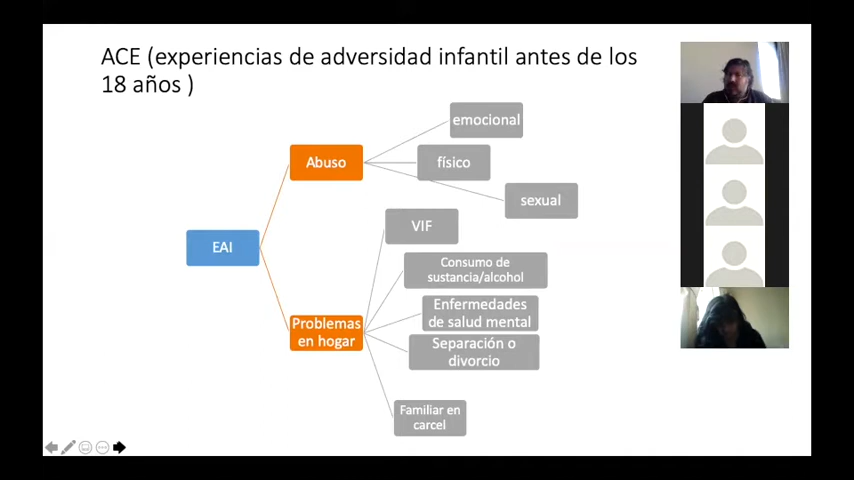 ACE (experiencias de adversidad infantil antes de los
18 años )
emocional
Abuso
físico
sexual
VIF
EAI
Consumo de
sustancia/alcohol
Enfermedades
de salud mental
Problemas
en hogar
Separación o
divorcio
Familiar en
carcel